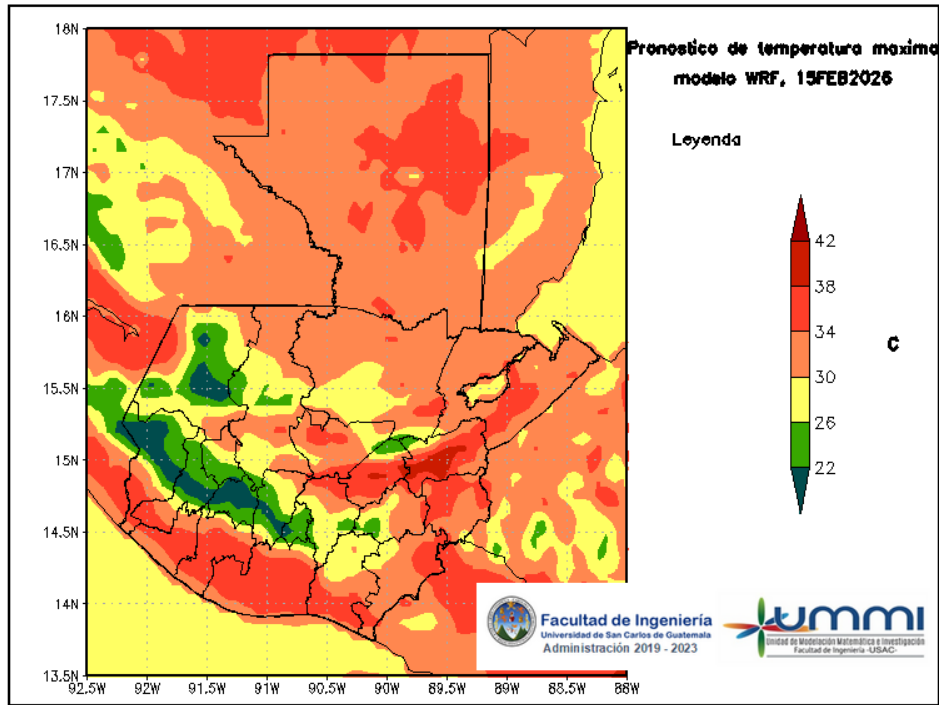 Pronostico de temperatura maxima
modelo WRF, 15FEB2026
Leyenda
42
38
34
30
26
22
C
18N
17.5N
17N
16.5N
16N
15.5N
15N
14.5N
14N
13.5N
92.5W 92W 91.5W 91W 90.5W 90W 89.5W 89W 88.5W 88W
Facultad de Ingeniería
Universidad de San Carlos de Guatemala
Administración 2019 - 2023
ummi
Unidad de Modelación Matemática e Investigación
Facultad de Ingeniería -USAC-